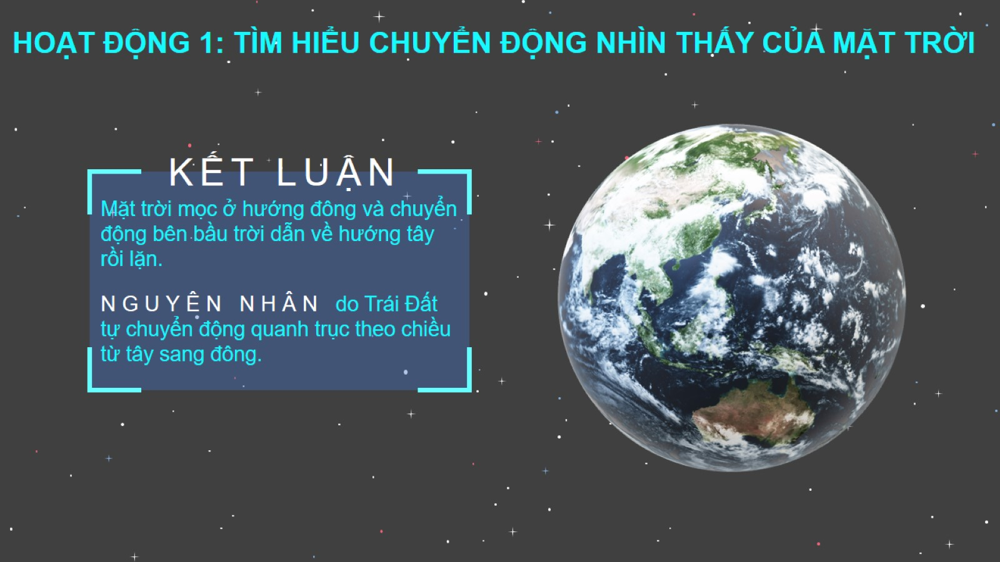 HOẠT ĐỘNG 1: TÌM HIỂU CHUYỂN ĐỘNG NHÌN THẤY CỦA MẶT TRỜI
KẾT LUẬN
Mặt trời mọc ở hướng đông và chuyển
động bên bầu trời dẫn về hướng tây
rồi lặn.
NGUYÊN NHÂN do Trái Đất
tự chuyển động quanh trục theo chiều
từ tây sang đông.